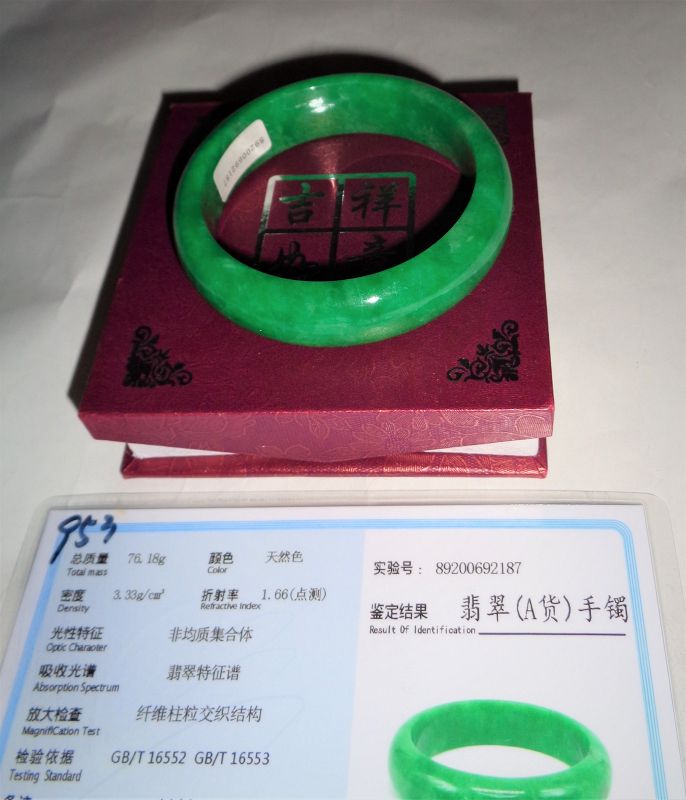 89200692187
吉祥
953
总质量 76.18g 颜色 天然色
Total mass Color
密度 3.33g/cm³ 折射率 1.66(点测)
Density Refractive Index
光性特征 非均质集合体
Optic Charaoter
吸收光谱 翡翠特征谱
Absorption Spectrum
放大检查 纤维柱粒交织结构
MagnifiCation Test
检验依据 GB/T 16552 GB/T 16553
Testing Standard
实验号： 89200692187
鉴定结果 翡翠(A货)手镯
Result Of Identification